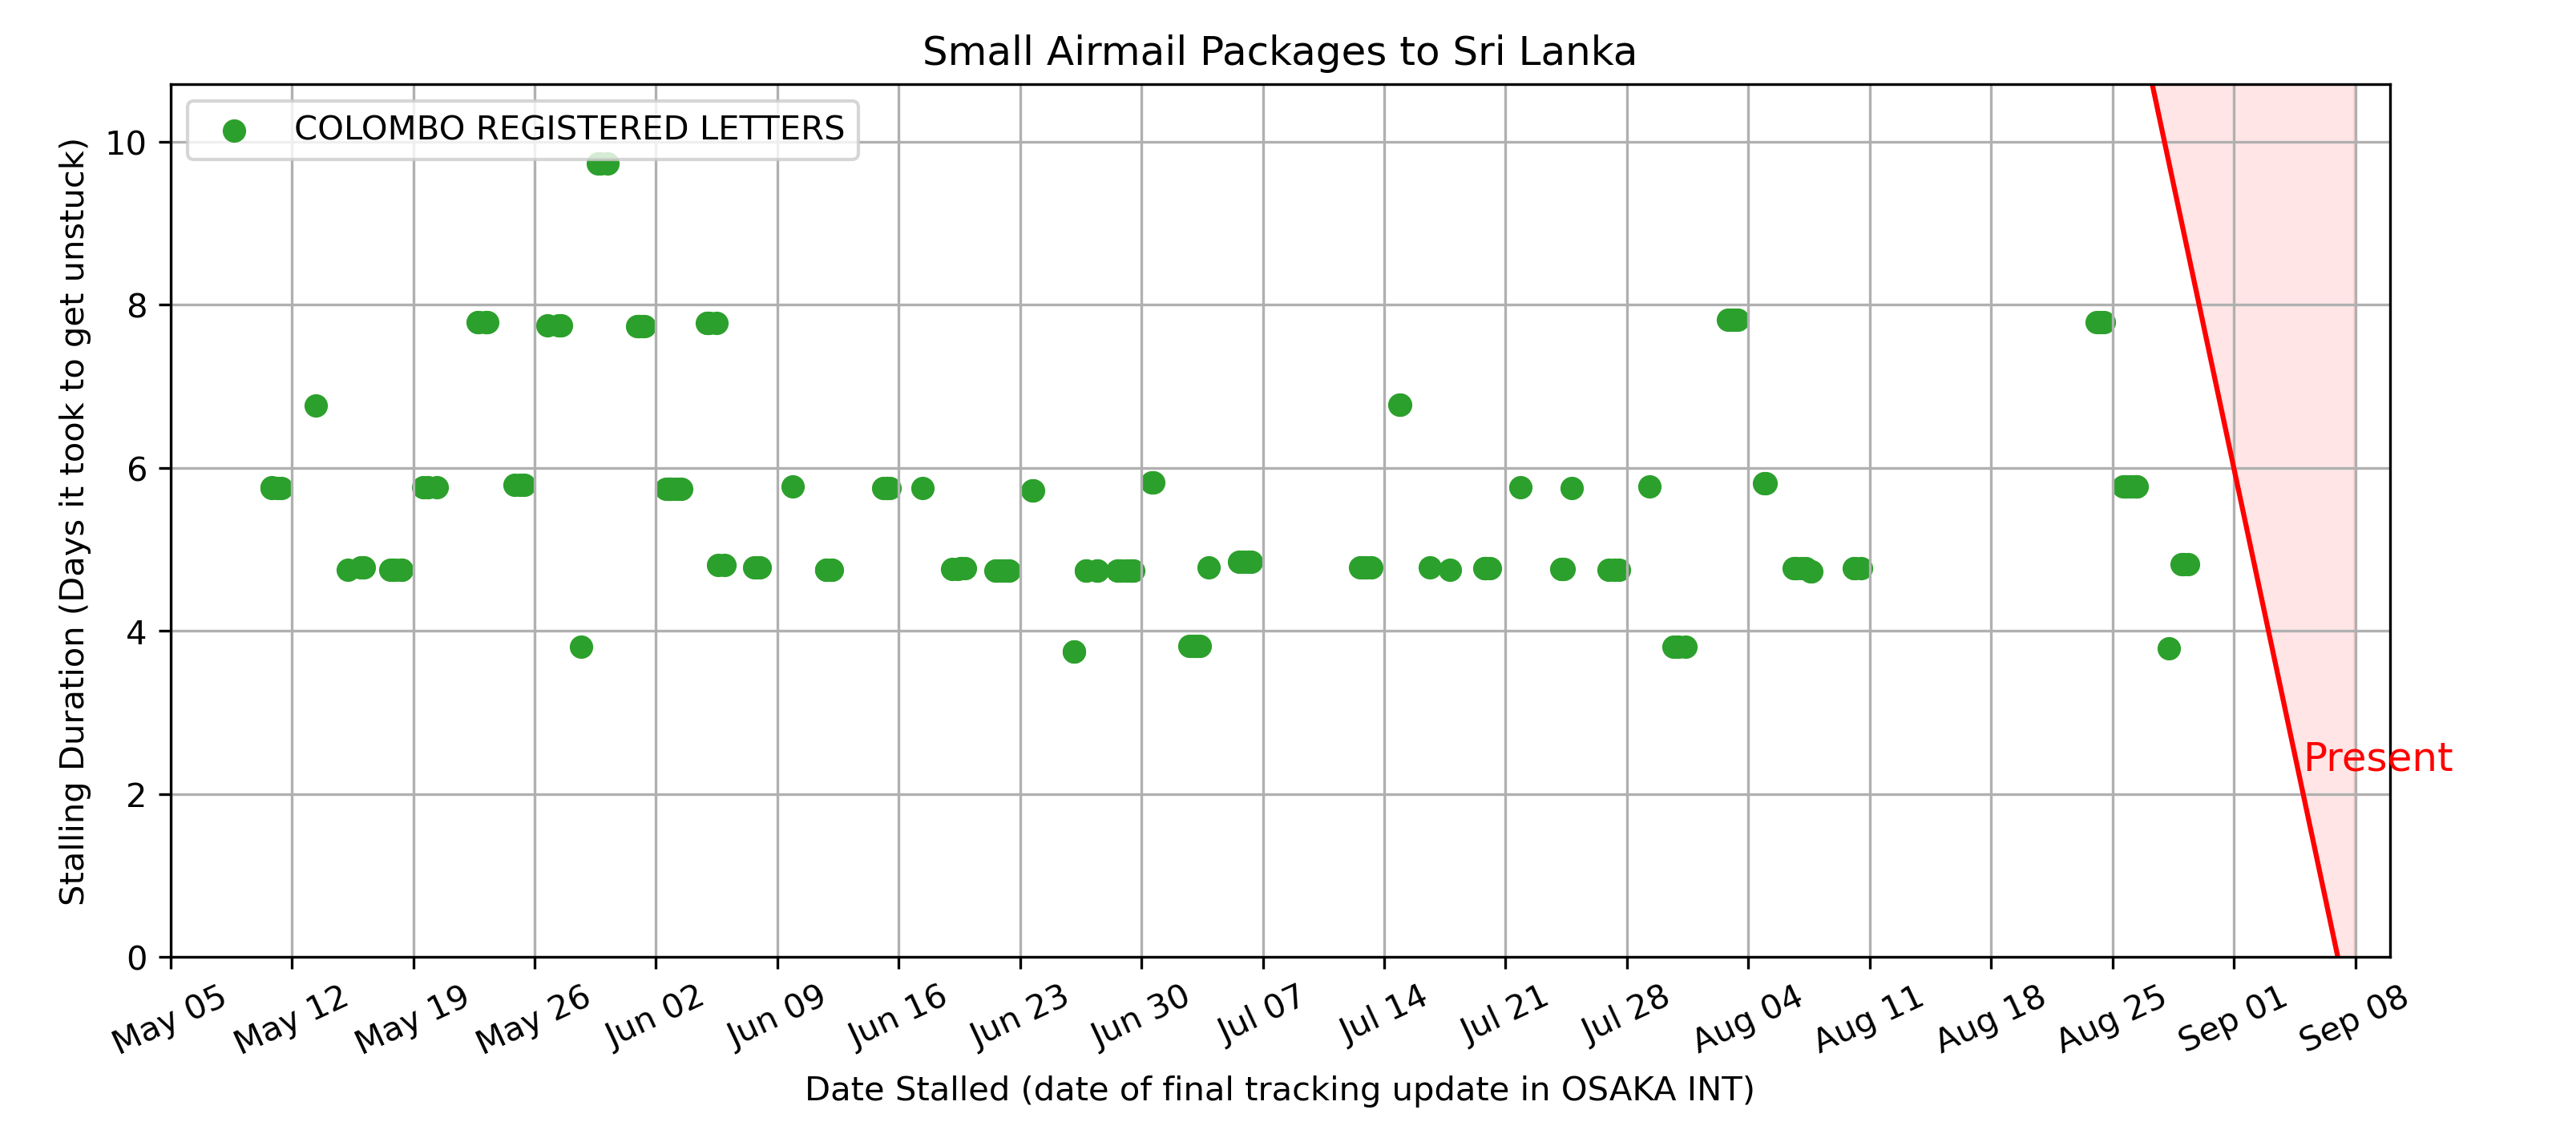 Small Airmail Packages to Sri Lanka
COLOMBO REGISTERED LETTERS
Stalling Duration (Days it took to get unstuck)
10
8
6
4
2
0
Present
May 05
May 12
May 19
May 26
Jun 02
Jun 09
Jun 16
Jun 23
Jun 30
Jul 07
Jul 14
Jul 21
Jul 28
Aug 04
Aug 11
Aug 18
Aug 25
Sep 01
Sep 08
Date Stalled (date of final tracking update in OSAKA INT)